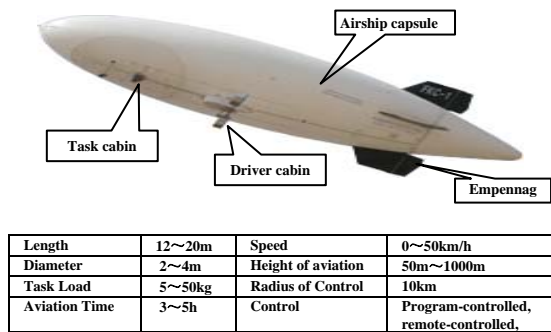 Airship capsule
FKC-1
Task cabin
Driver cabin
Empennag
Length 12～20m Speed 0～50km/h
Diameter 2～4m Height of aviation 50m～1000m
Task Load 5～50kg Radius of Control 10km
Aviation Time 3～5h Control Program-controlled,
remote-controlled,